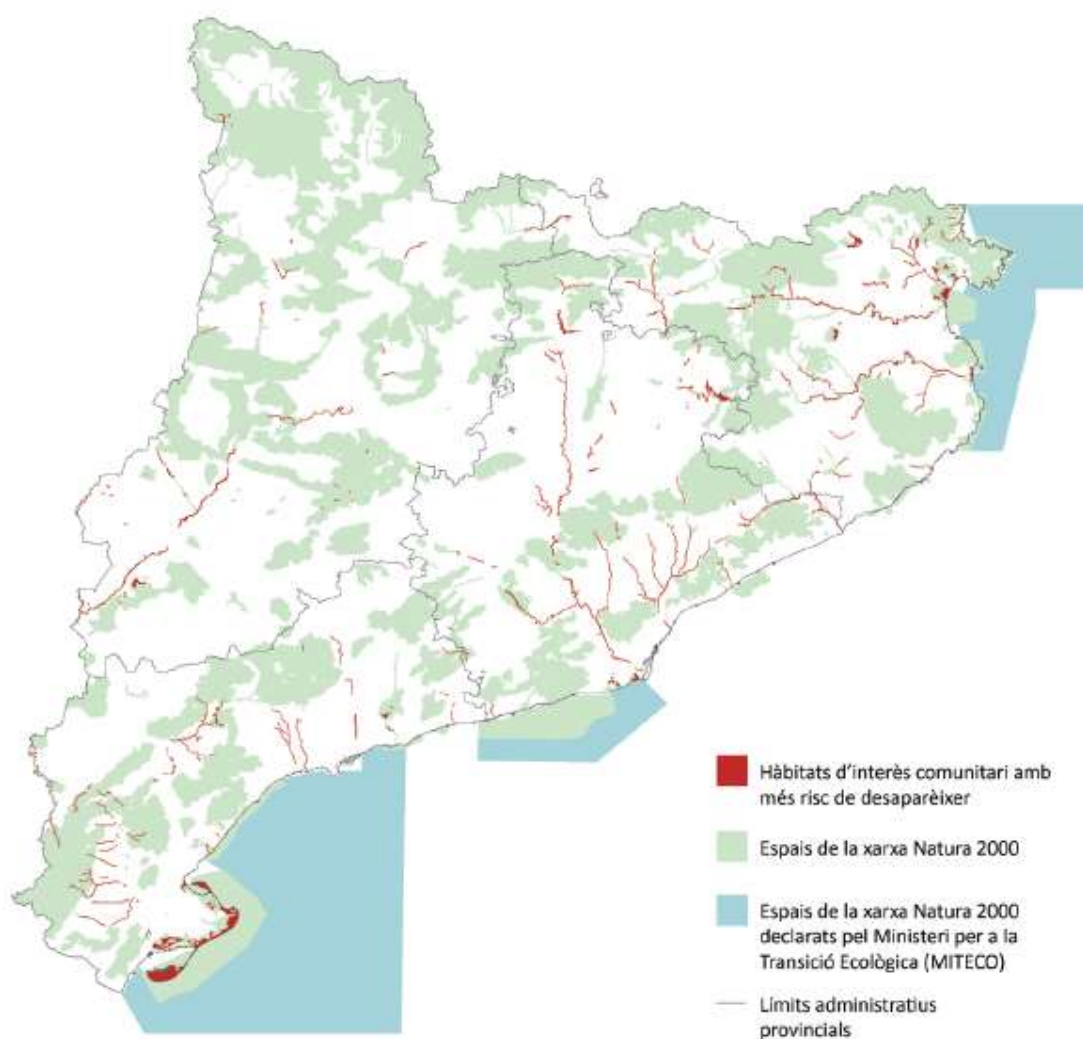 Hàbitats d'interès comunitari amb
més risc de desaparèixer
Espais de la xarxa Natura 2000
Espais de la xarxa Natura 2000
declarats pel Ministeri per a la
Transició Ecològica (MITECO)
Límits administratius
provincials